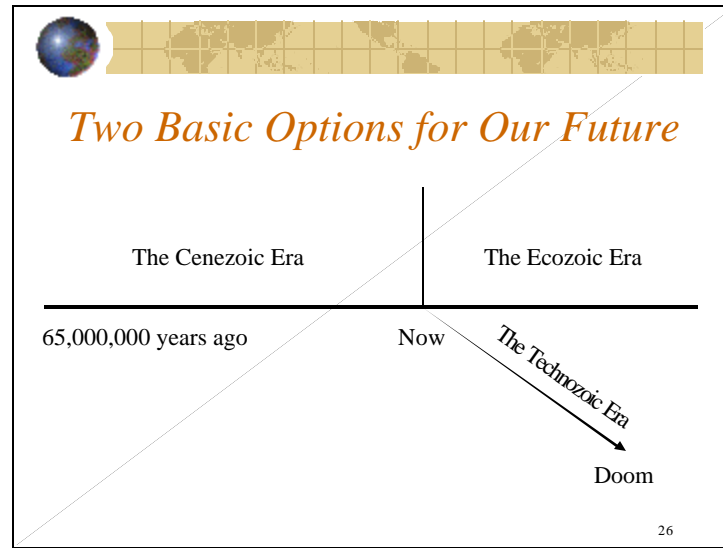 Two Basic Options for Our Future
The Cenezoic Era
The Ecozoic Era
65,000,000 years ago
Now
The Technozoic Era
Doom
26